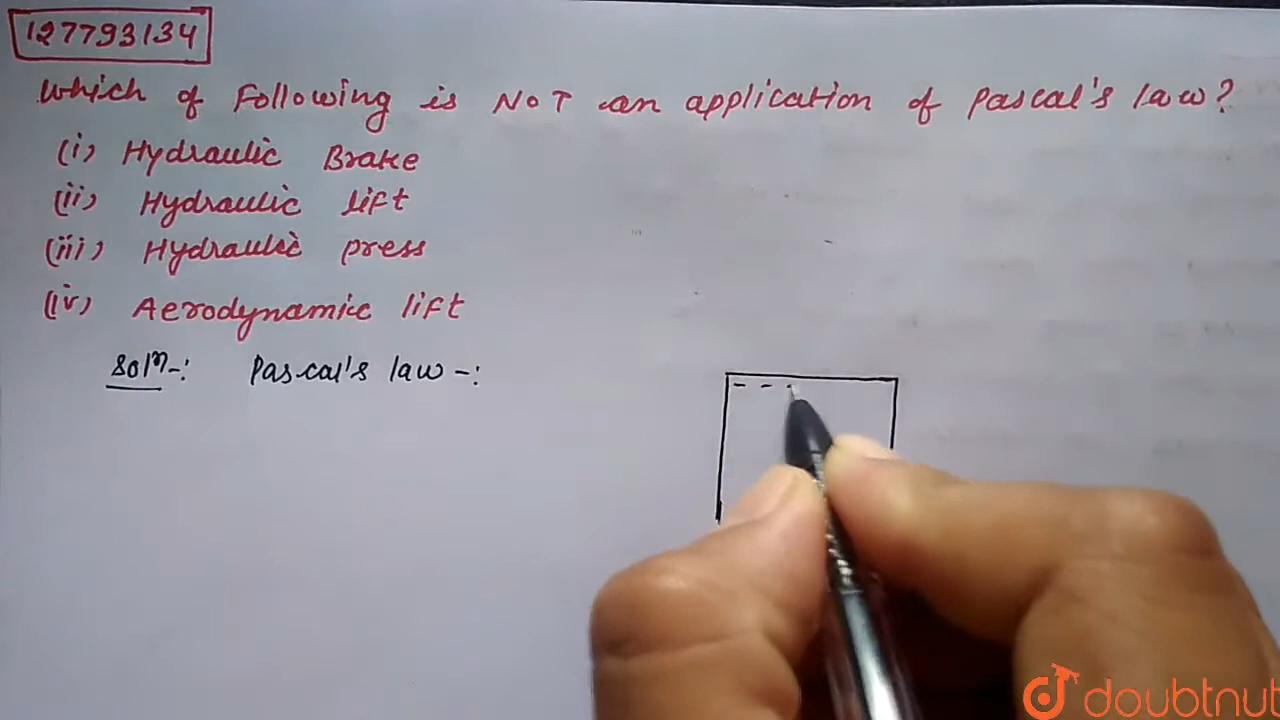 127793134
Which of Following is NOT an application of Pascal's law?
(i) Hydraulic Brake
(ii) Hydraulic lift
(iii) Hydraulic press
(iv) Aerodynamic lift
Solⁿ-: Pascal's law -:
doubtnut